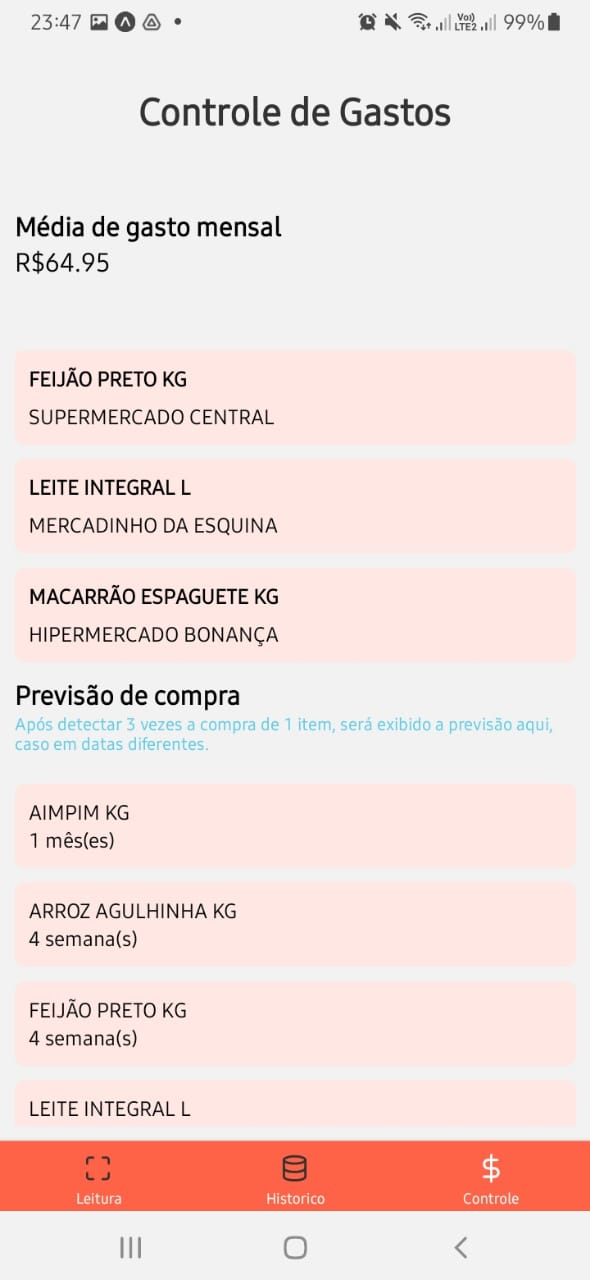 23:47
Vo)) LTE2 99%
Controle de Gastos
Média de gasto mensal
R$64.95
FEIJÃO PRETO KG
SUPERMERCADO CENTRAL
LEITE INTEGRAL L
MERCADINHO DA ESQUINA
MACARRÃO ESPAGUETE KG
HIPERMERCADO BONANÇA
Previsão de compra
Após detectar 3 vezes a compra de 1 item, será exibido a previsão aqui,
caso em datas diferentes.
AIMPIM KG
1 mês(es)
ARROZ AGULHINHA KG
4 semana(s)
FEIJÃO PRETO KG
4 semana(s)
LEITE INTEGRAL L
Leitura Historico Controle